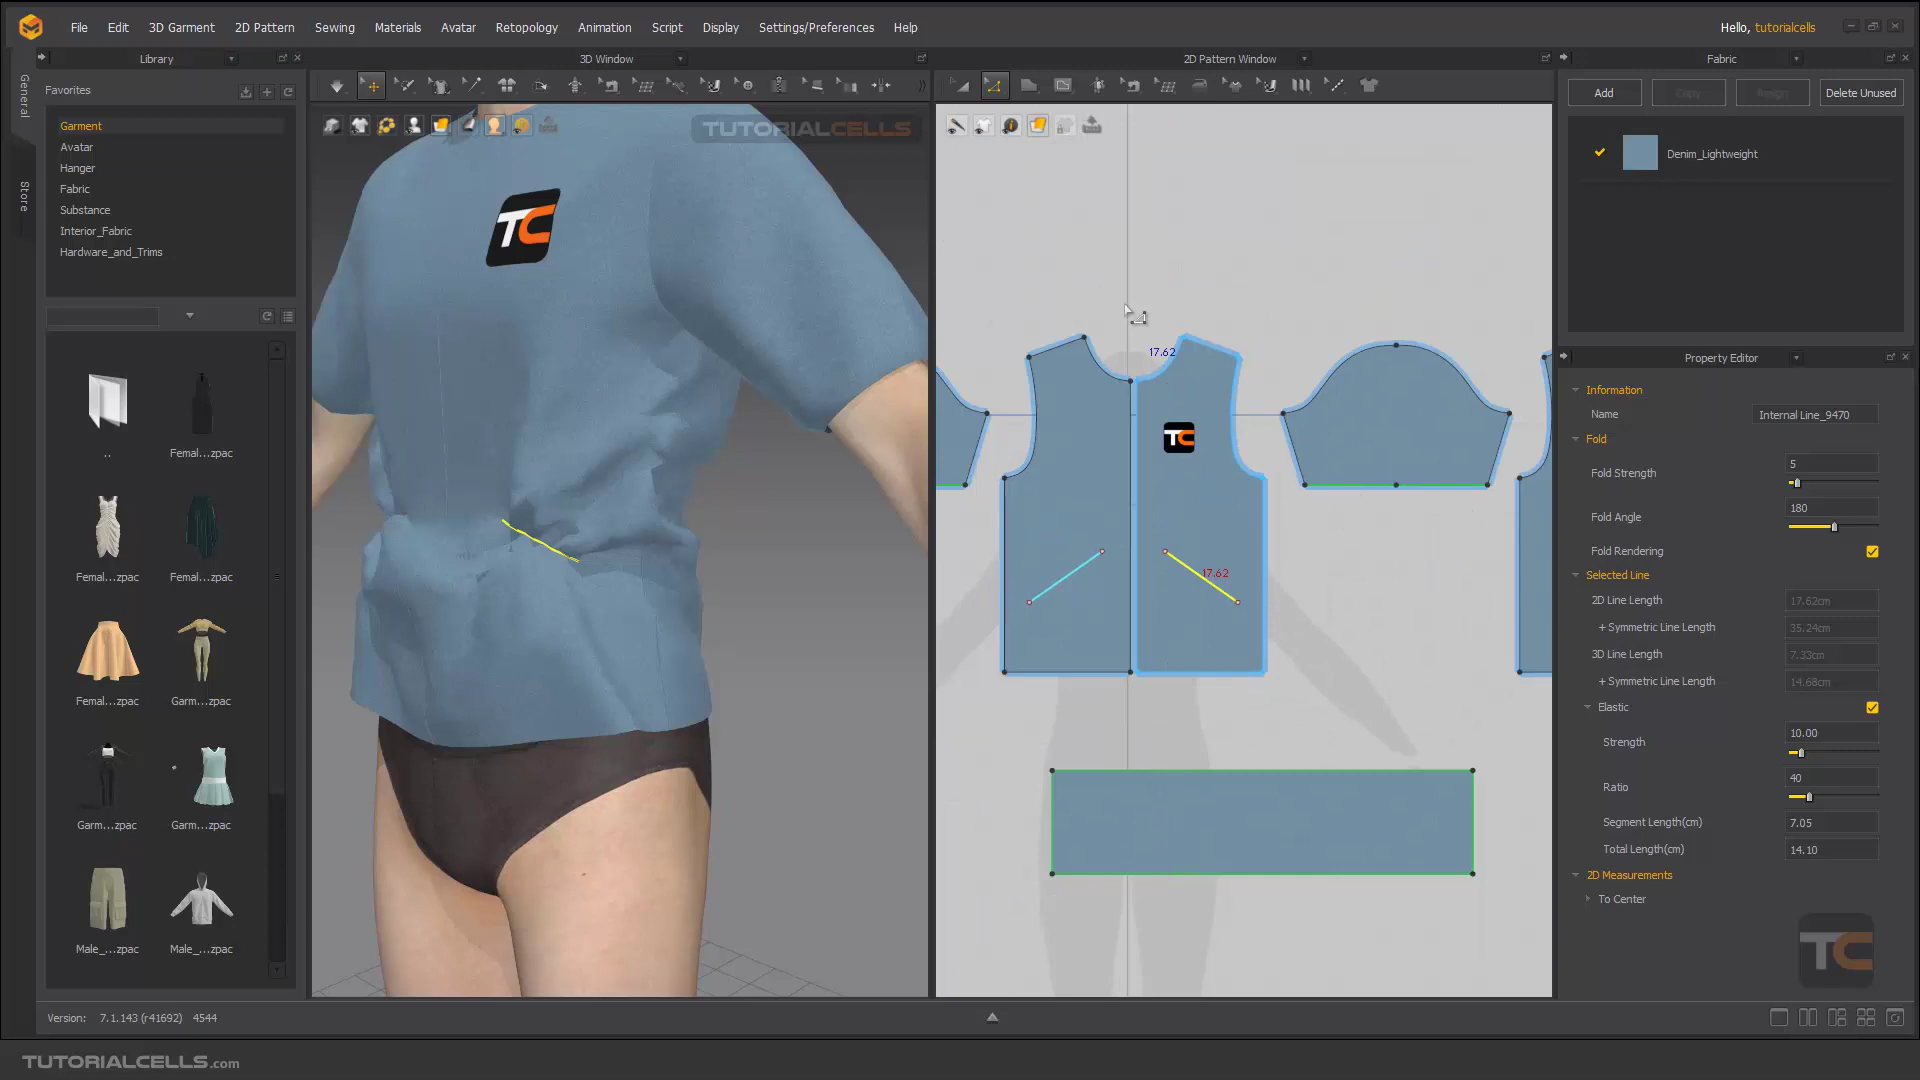 File Edit 3D Garment 2D Pattern Sewing Materials Avatar Retopology Animation Script Display Settings/Preferences Help
Hello, tutorialcells
Library
3D Window
2D Pattern Window
Fabric
General
Store
Favorites
Garment
Avatar
Hanger
Fabric
Substance
Interior_Fabric
Hardware_and_Trims
..
Femal...zpac
Femal...zpac
Femal...zpac
Femal...zpac
Garm...zpac
Garm...zpac
Garm...zpac
Male_...zpac
Male_...zpac
TUTORIALCELLS
TC
17.62
TC
17.62
Add
Copy
Assign
Delete Unused
Denim_Lightweight
Property Editor
Information
Name Internal Line_9470
Fold
Fold Strength 5
Fold Angle 180
Fold Rendering
Selected Line
2D Line Length 17.62cm
+ Symmetric Line Length 35.24cm
3D Line Length 7.33cm
+ Symmetric Line Length 14.68cm
Elastic
Strength 10.00
Ratio 40
Segment Length(cm) 7.05
Total Length(cm) 14.10
2D Measurements
To Center
TC
Version: 7.1.143 (r41692) 4544
TUTORIALCELLS.com